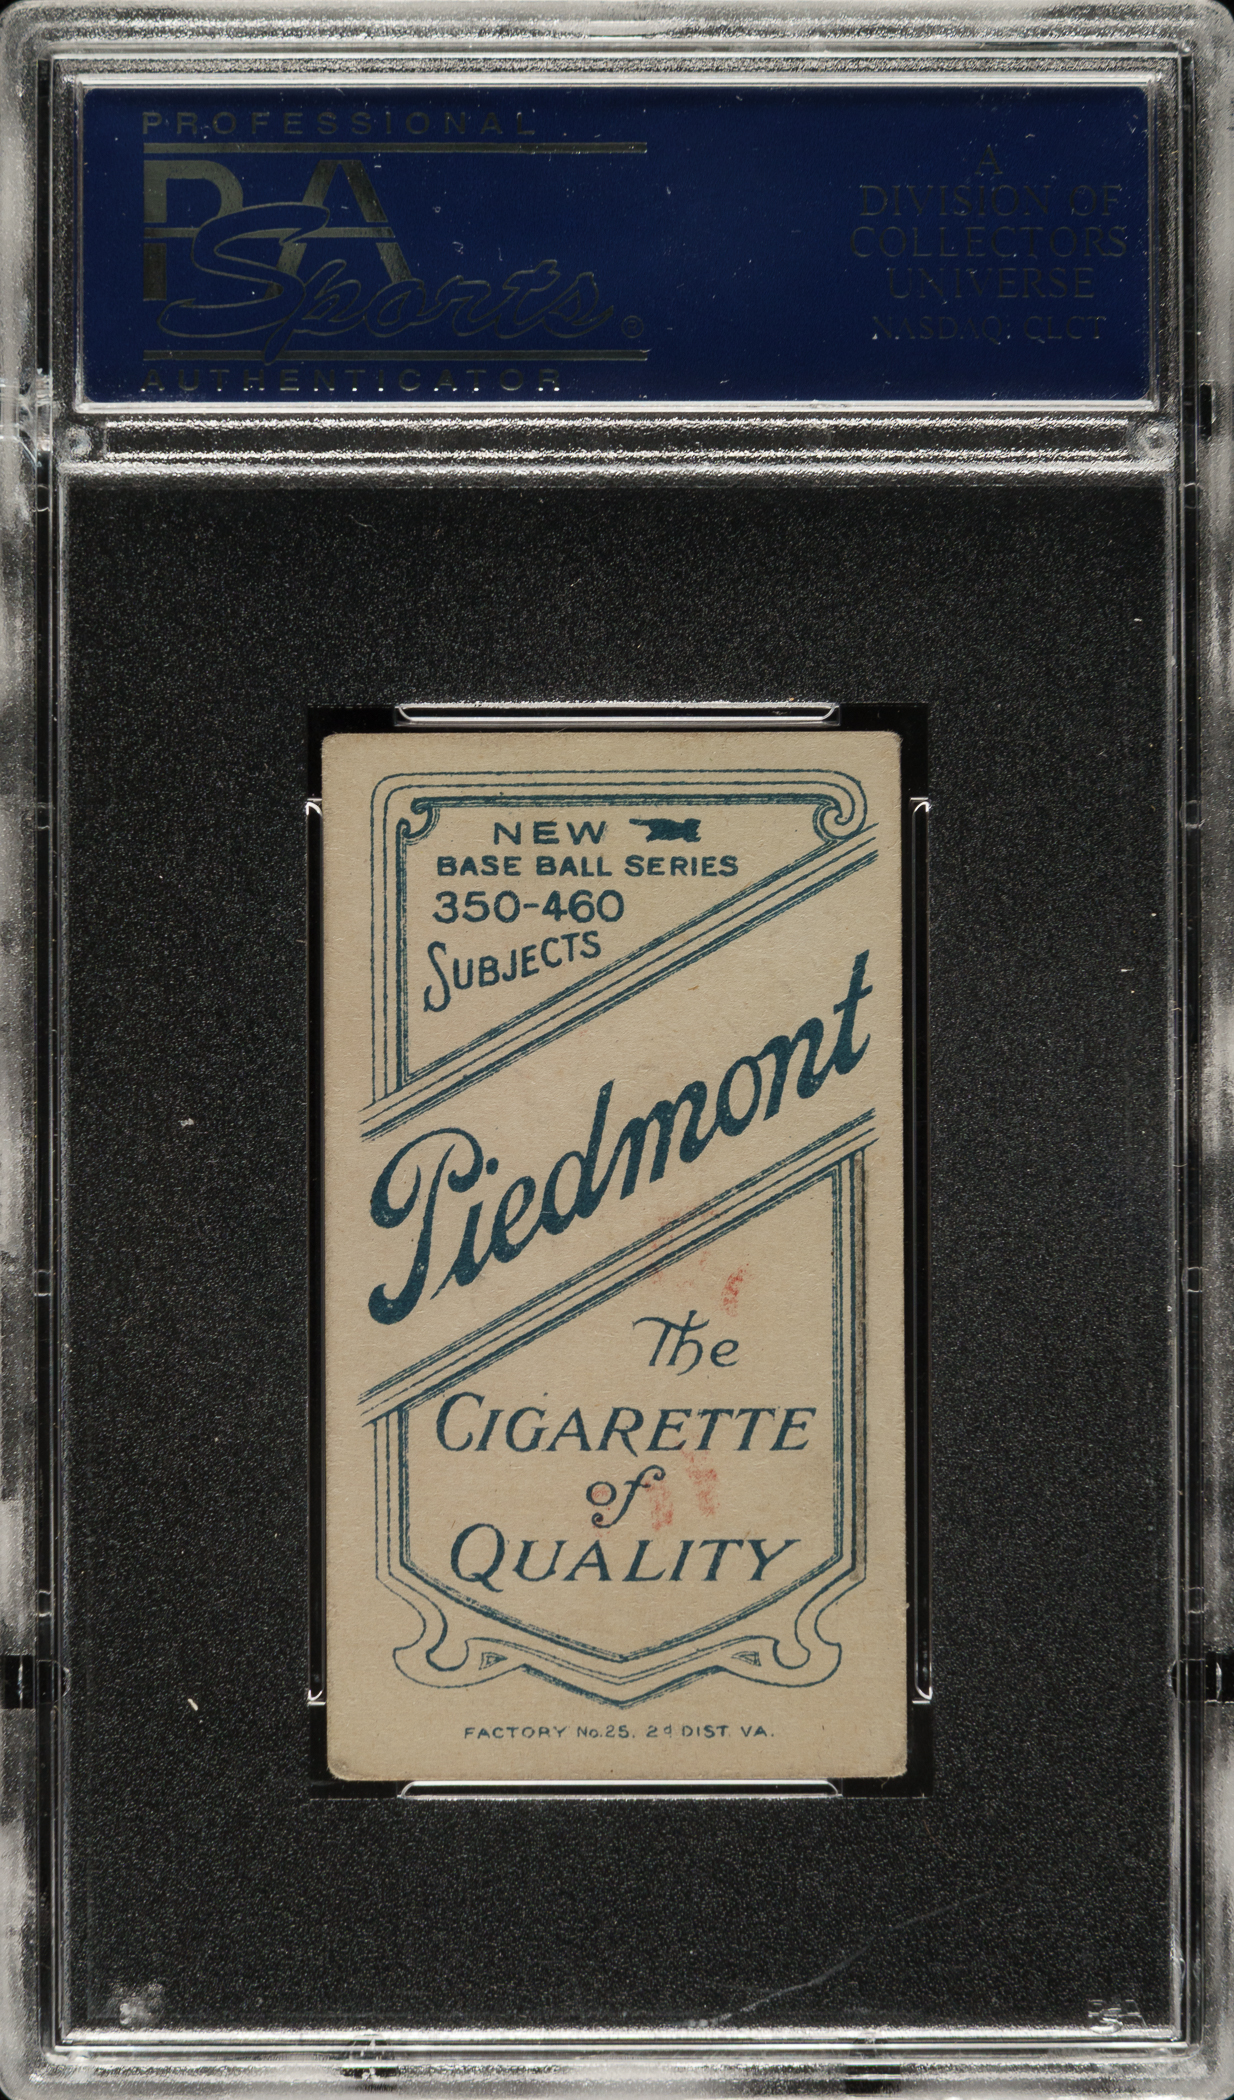 PROFESSIONAL
PSA
Sports®
AUTHENTICATOR
A
DIVISION OF
COLLECTORS
UNIVERSE
NASDAQ: CLCT
NEW
BASE BALL SERIES
350-460
SUBJECTS
Piedmont
The
CIGARETTE
of
QUALITY
FACTORY No.25, 2d DIST. VA.
PSA